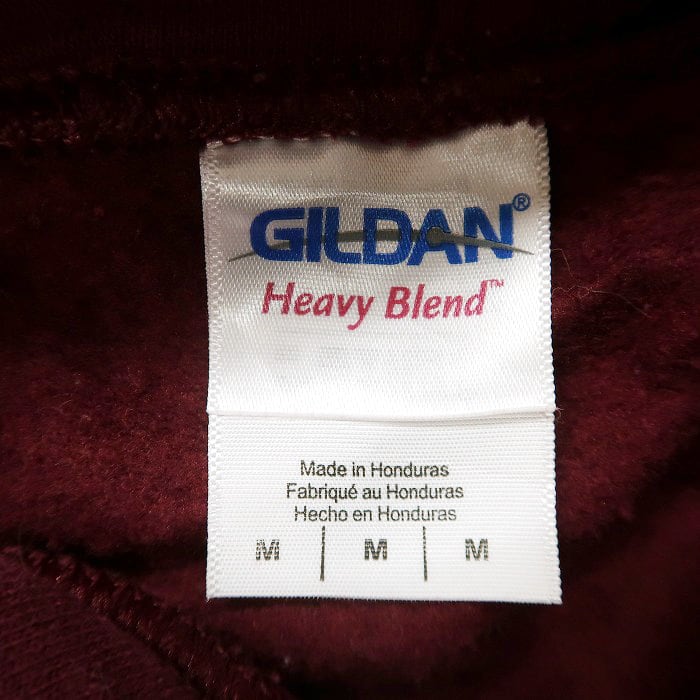 GILDAN®
Heavy Blend™
Made in Honduras
Fabriqué au Honduras
Hecho en Honduras
M | M | M